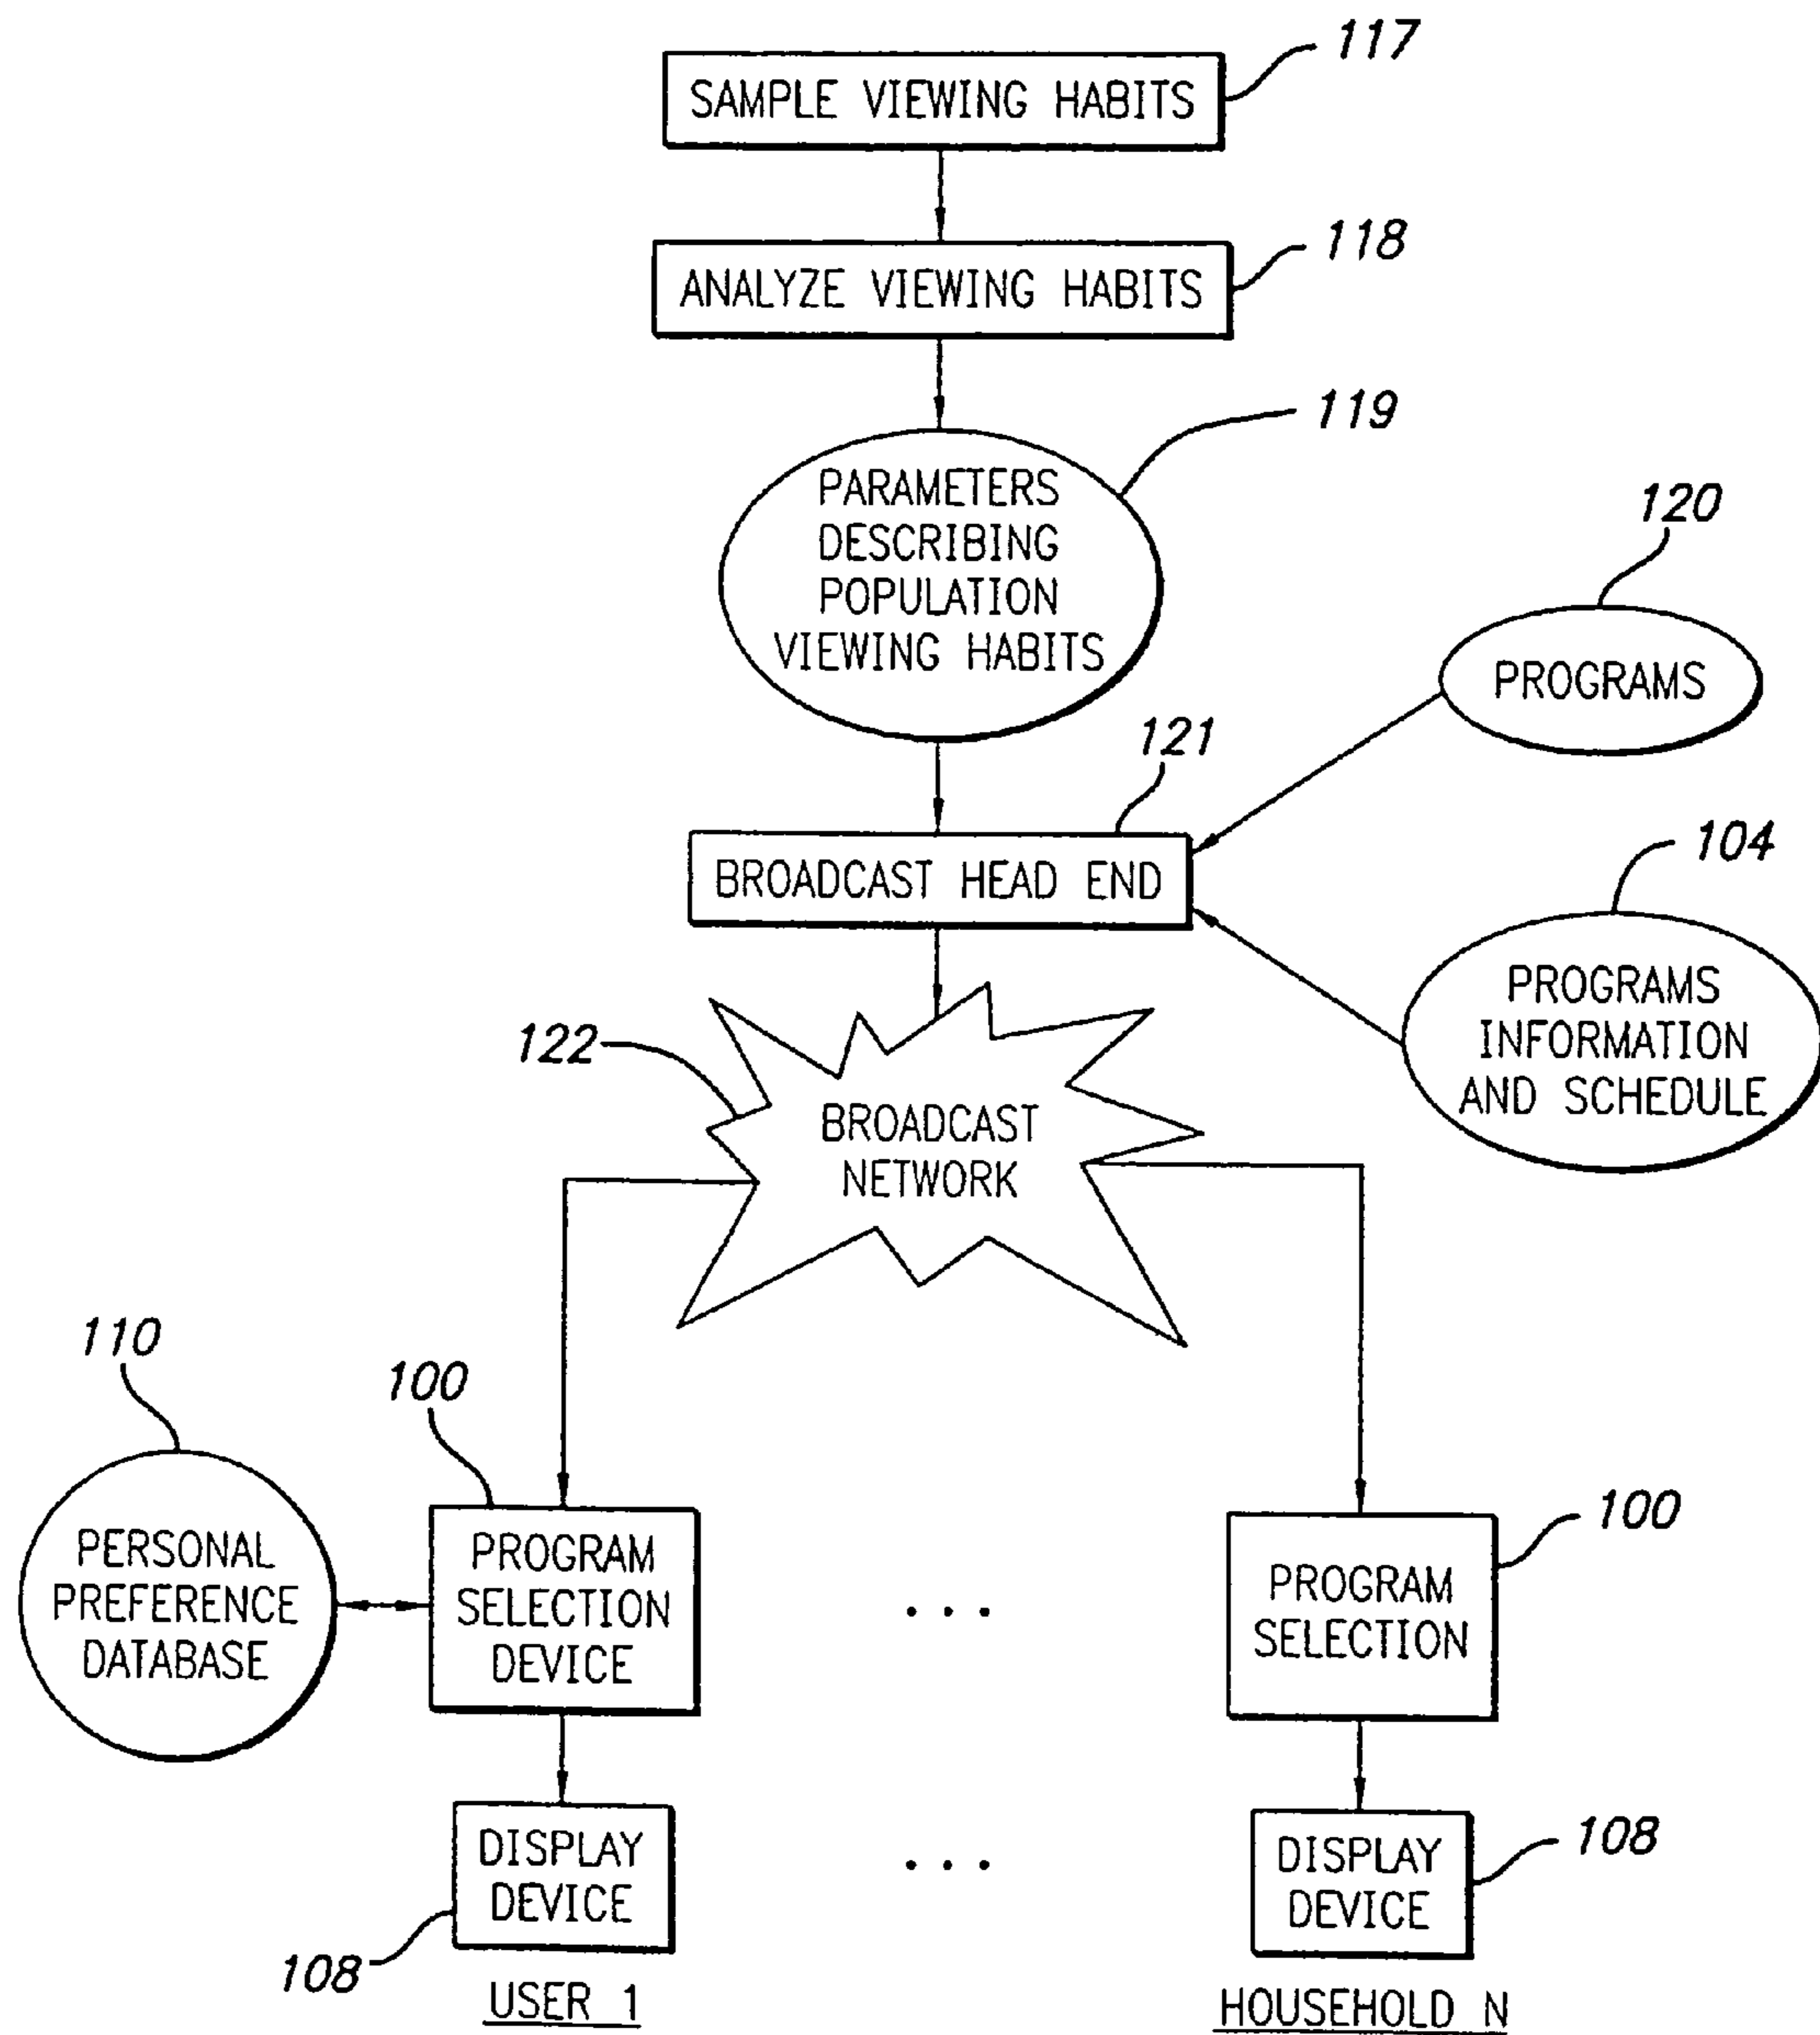 117
SAMPLE VIEWING HABITS
118
ANALYZE VIEWING HABITS
119
PARAMETERS
DESCRIBING
POPULATION
VIEWING HABITS
120
PROGRAMS
121
BROADCAST HEAD END
104
PROGRAMS
INFORMATION
AND SCHEDULE
122
BROADCAST
NETWORK
110
PERSONAL
PREFERENCE
DATABASE
100
PROGRAM
SELECTION
DEVICE
...
100
PROGRAM
SELECTION
DISPLAY
DEVICE
108
...
DISPLAY
DEVICE
108
USER 1
HOUSEHOLD N